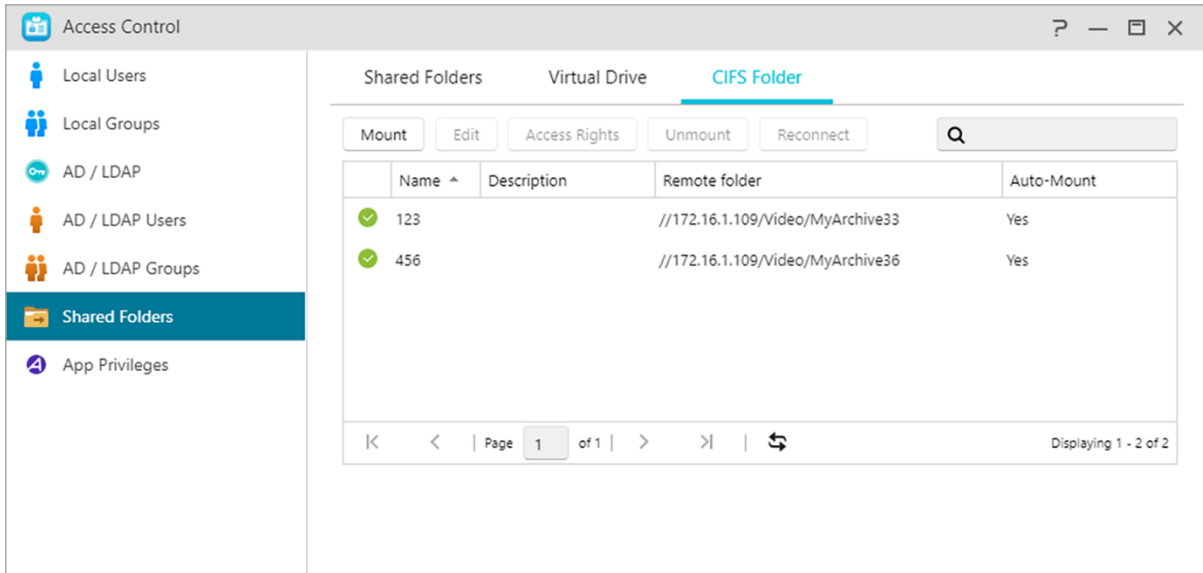 Access Control
Local Users
Local Groups
AD / LDAP
AD / LDAP Users
AD / LDAP Groups
Shared Folders
App Privileges
Shared Folders Virtual Drive CIFS Folder
Mount Edit Access Rights Unmount Reconnect
Name Description Remote folder Auto-Mount
123 //172.16.1.109/Video/MyArchive33 Yes
456 //172.16.1.109/Video/MyArchive36 Yes
Page 1 of 1 Displaying 1 - 2 of 2